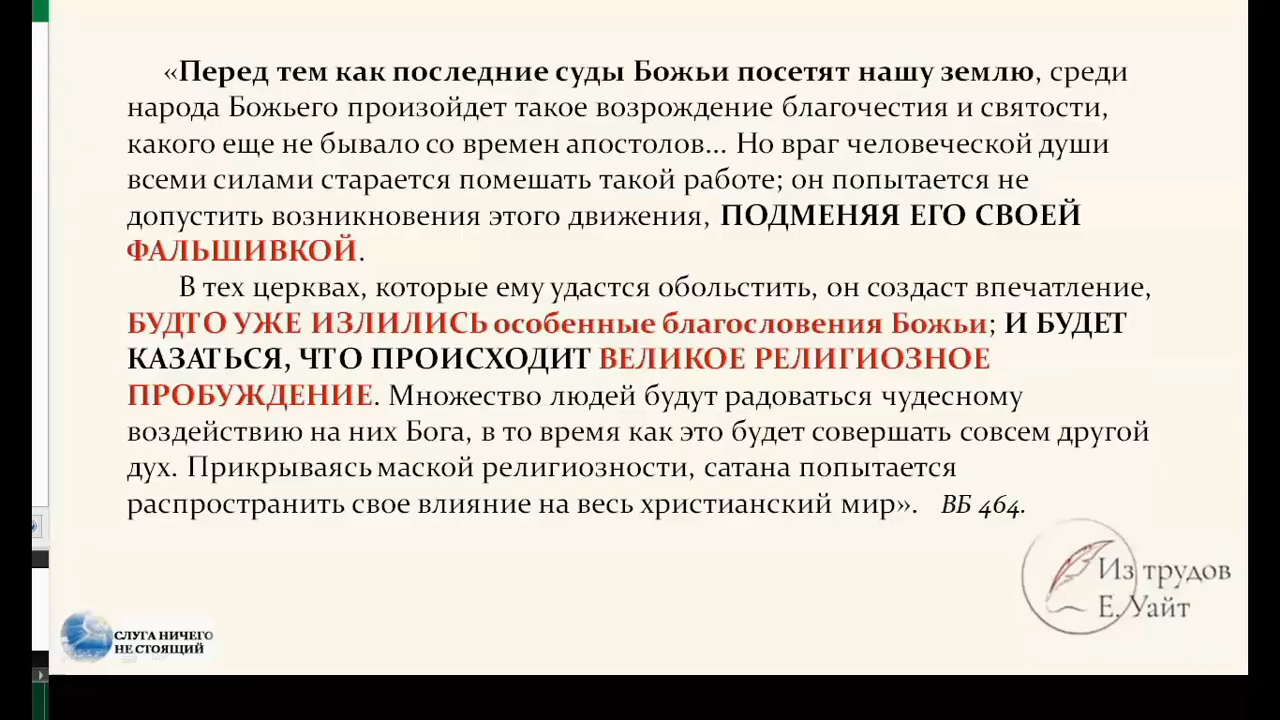 «Перед тем как последние суды Божьи посетят нашу землю, среди
народа Божьего произойдет такое возрождение благочестия и святости,
какого еще не бывало со времен апостолов... Но враг человеческой души
всеми силами старается помешать такой работе; он попытается не
допустить возникновения этого движения, ПОДМЕНЯЯ ЕГО СВОЕЙ
ФАЛЬШИВКОЙ.
В тех церквах, которые ему удастся обольстить, он создаст впечатление,
БУДТО УЖЕ ИЗЛИЛИСЬ особенные благословения Божьи; И БУДЕТ
КАЗАТЬСЯ, ЧТО ПРОИСХОДИТ ВЕЛИКОЕ РЕЛИГИОЗНОЕ
ПРОБУЖДЕНИЕ. Множество людей будут радоваться чудесному
воздействию на них Бога, в то время как это будет совершать совсем другой
дух. Прикрываясь маской религиозности, сатана попытается
распространить свое влияние на весь христианский мир». ВБ 464.
Из трудов
Е. Уайт
СЛУГА НИЧЕГО
НЕ СТОЯЩИЙ